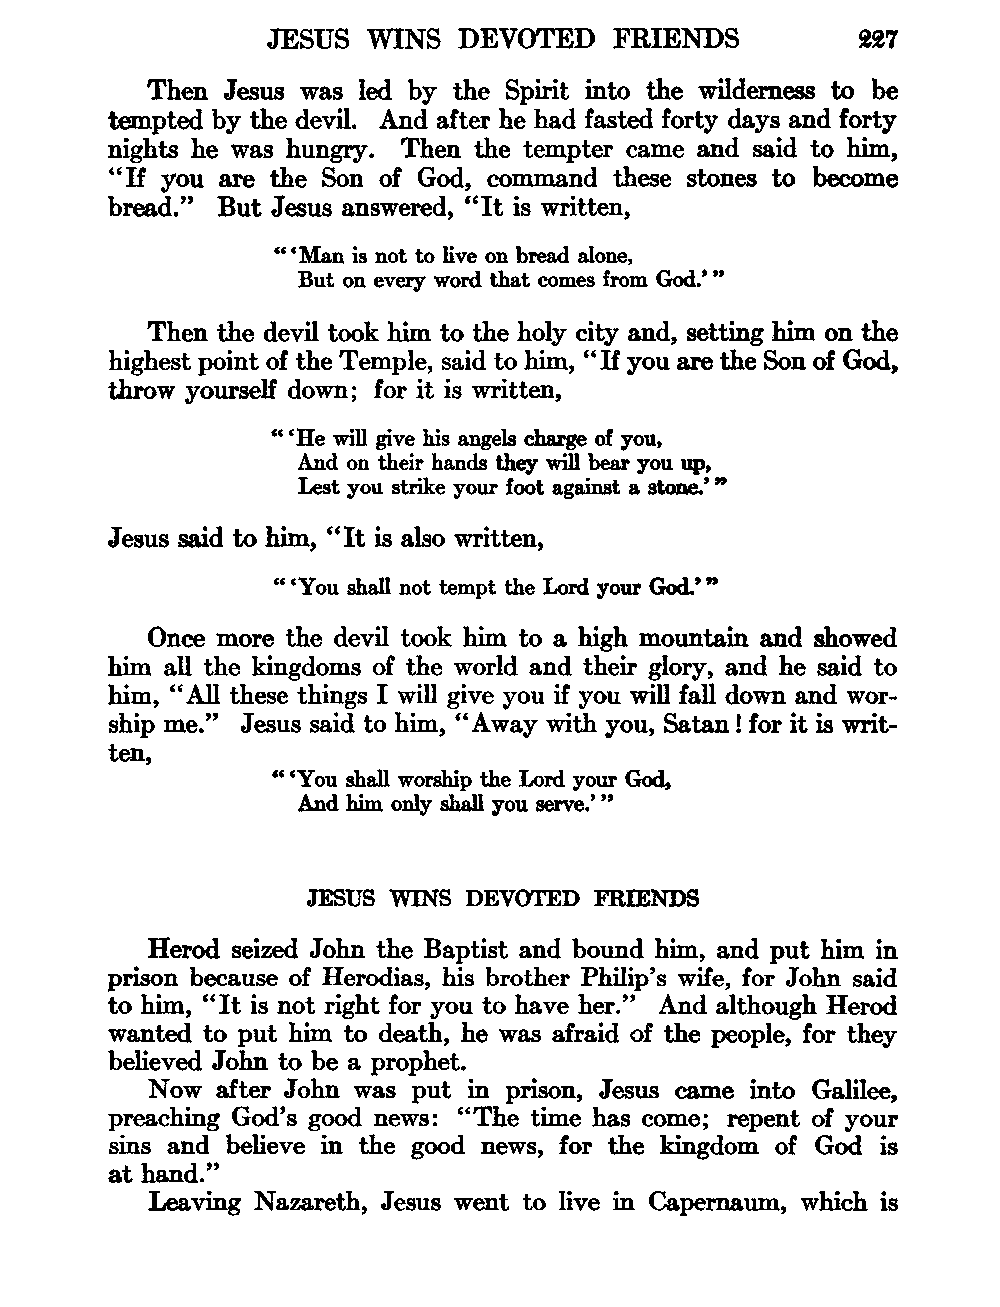 JESUS WINS DEVOTED FRIENDS 227
Then Jesus was led by the Spirit into the wilderness to be
tempted by the devil. And after he had fasted forty days and forty
nights he was hungry. Then the tempter came and said to him,
“If you are the Son of God, command these stones to become
bread.” But Jesus answered, “It is written,
“‘Man is not to live on bread alone,
But on every word that comes from God.’”
Then the devil took him to the holy city and, setting him on the
highest point of the Temple, said to him, “If you are the Son of God,
throw yourself down; for it is written,
“‘He will give his angels charge of you,
And on their hands they will bear you up,
Lest you strike your foot against a stone.’”
Jesus said to him, “It is also written,
“‘You shall not tempt the Lord your God.’”
Once more the devil took him to a high mountain and showed
him all the kingdoms of the world and their glory, and he said to
him, “All these things I will give you if you will fall down and wor-
ship me.” Jesus said to him, “Away with you, Satan! for it is writ-
ten,
“‘You shall worship the Lord your God,
And him only shall you serve.’”
JESUS WINS DEVOTED FRIENDS
Herod seized John the Baptist and bound him, and put him in
prison because of Herodias, his brother Philip’s wife, for John said
to him, “It is not right for you to have her.” And although Herod
wanted to put him to death, he was afraid of the people, for they
believed John to be a prophet.
Now after John was put in prison, Jesus came into Galilee,
preaching God’s good news: “The time has come; repent of your
sins and believe in the good news, for the kingdom of God is
at hand.”
Leaving Nazareth, Jesus went to live in Capernaum, which is